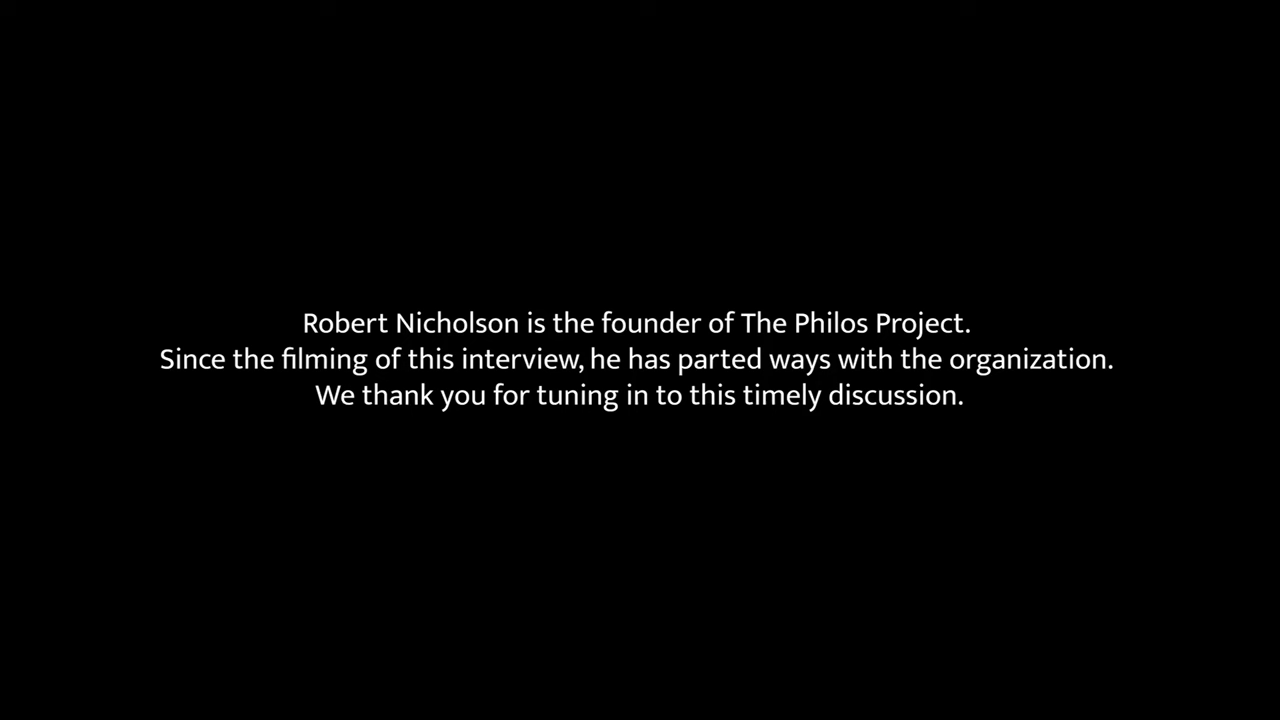 Robert Nicholson is the founder of The Philos Project.
Since the filming of this interview, he has parted ways with the organization.
We thank you for tuning in to this timely discussion.